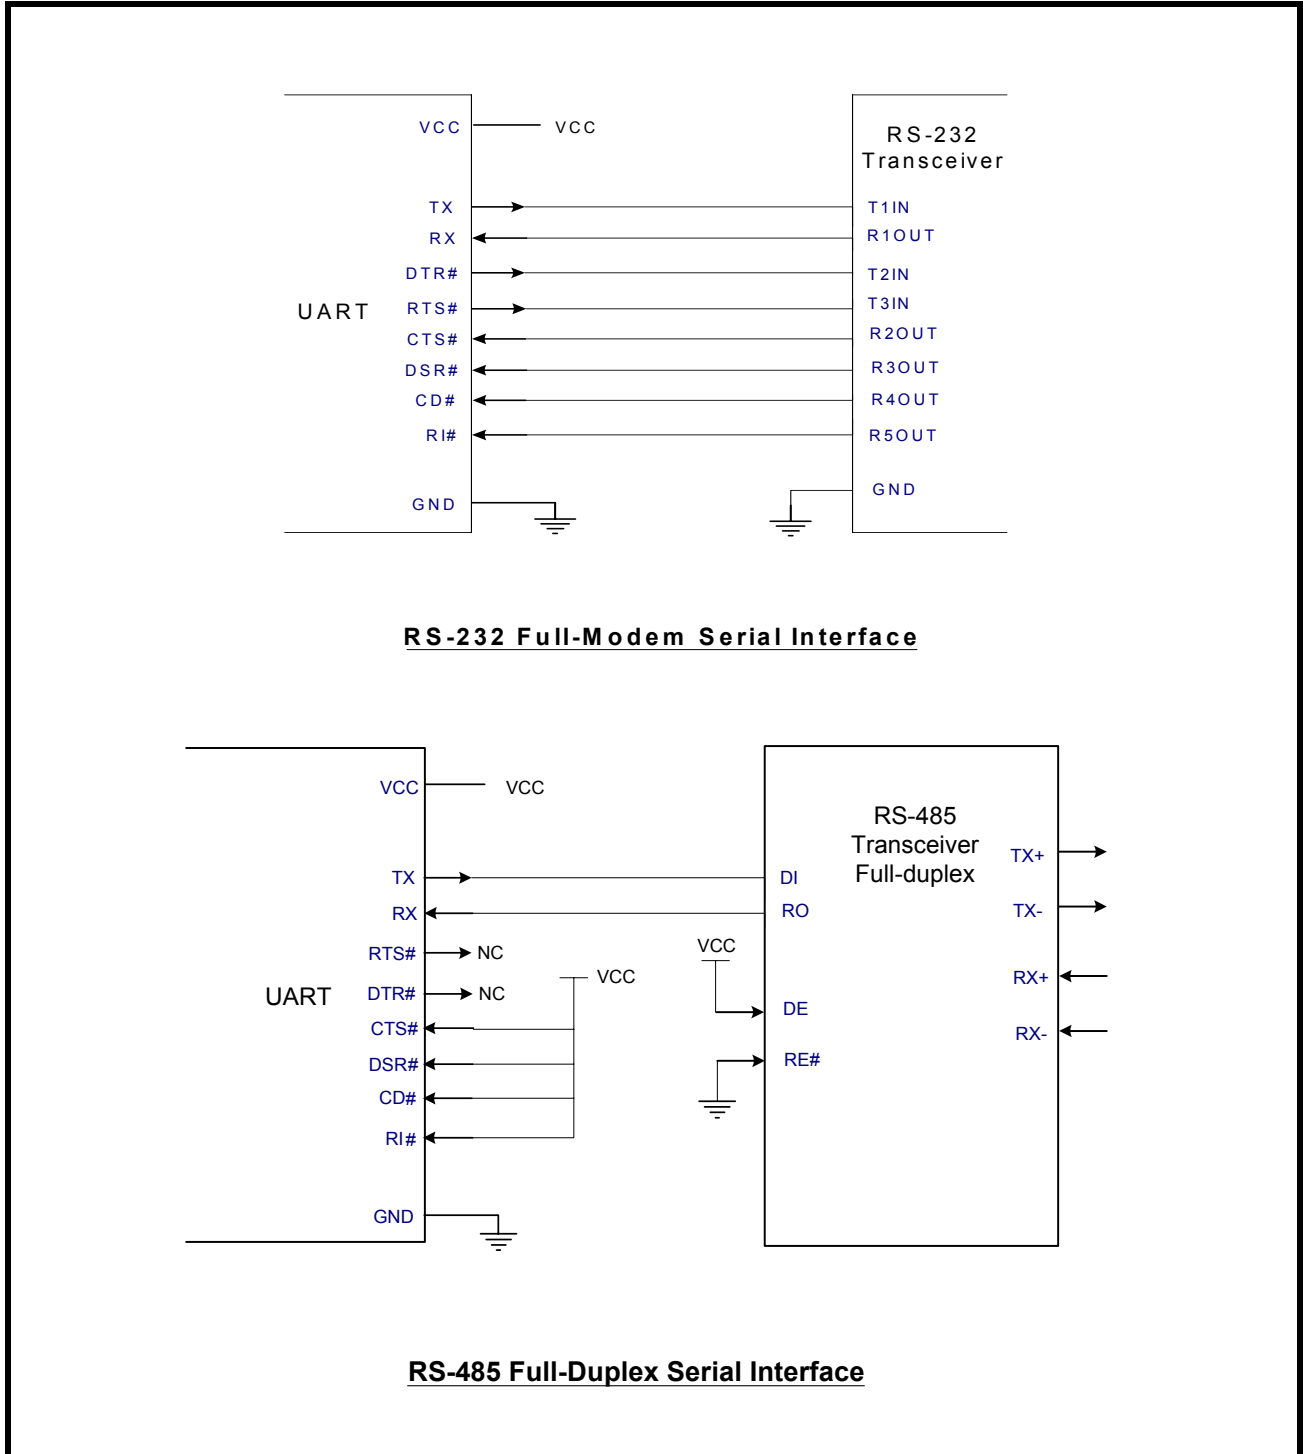 VCC VCC
RS-232
Transceiver
TX T1IN
RX R1OUT
DTR# T2IN
UART RTS# T3IN
CTS# R2OUT
DSR# R3OUT
CD# R4OUT
RI# R5OUT
GND GND
RS-232 Full-Modem Serial Interface
VCC VCC
RS-485
Transceiver
Full-duplex
TX+
TX DI
RX RO
TX-
RTS# NC
VCC
VCC
RX+
UART DTR# NC
DE
CTS#
RX-
DSR# RE#
CD#
RI#
GND
RS-485 Full-Duplex Serial Interface